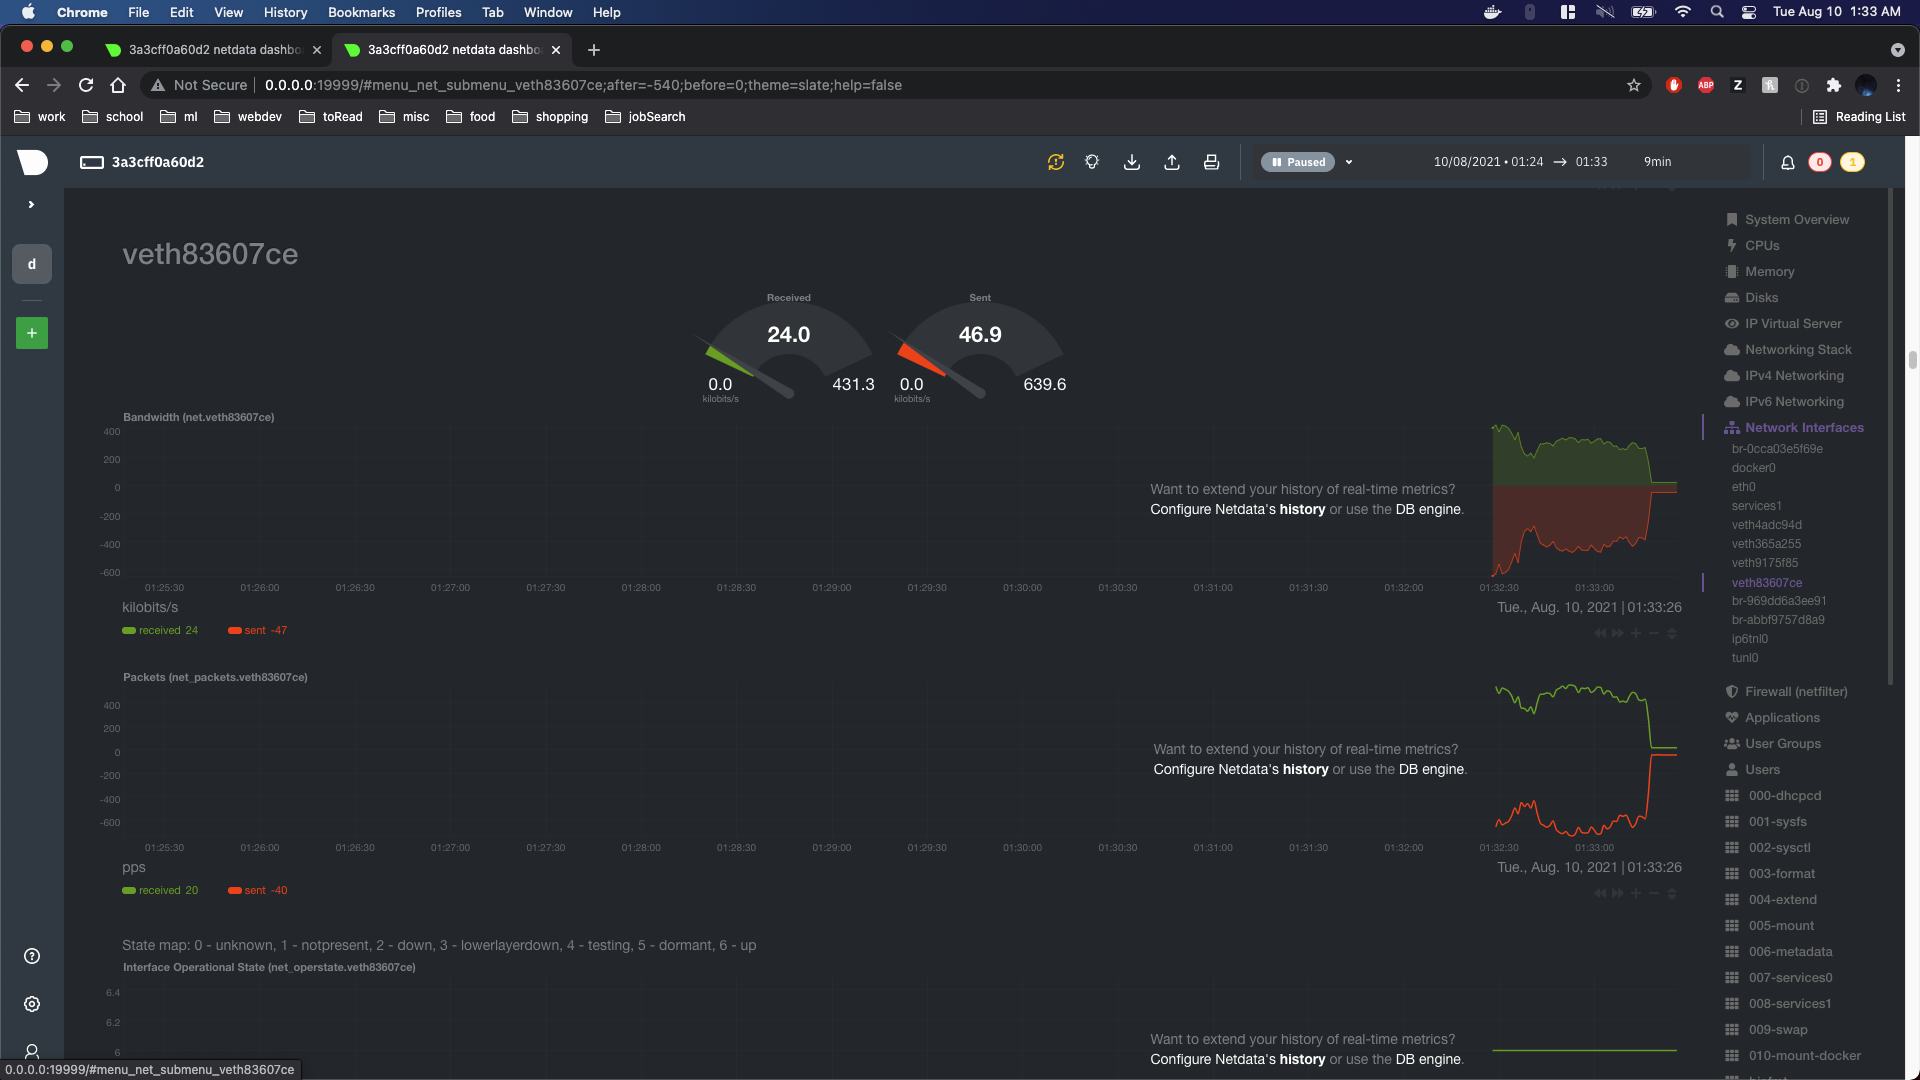 Chrome File Edit View History Bookmarks Profiles Tab Window Help Tue Aug 10 1:33 AM
3a3cff0a60d2 netdata dashbo 3a3cff0a60d2 netdata dashbo
Not Secure 0.0.0.0:19999/#menu_net_submenu_veth83607ce;after=-540;before=0;theme=slate;help=false ABP Z
work school ml webdev toRead misc food shopping jobSearch Reading List
3a3cff0a60d2 Paused 10/08/2021 • 01:24 → 01:33 9min 0 1
d
+
veth83607ce
Received Sent
24.0 46.9
0.0 431.3 0.0 639.6
kilobits/s kilobits/s
Bandwidth (net.veth83607ce)
400
200
0
-200
-400
-600
Want to extend your history of real-time metrics?
Configure Netdata's history or use the DB engine.
01:25:30 01:26:00 01:26:30 01:27:00 01:27:30 01:28:00 01:28:30 01:29:00 01:29:30 01:30:00 01:30:30 01:31:00 01:31:30 01:32:00 01:32:30 01:33:00
kilobits/s Tue., Aug. 10, 2021 | 01:33:26
received 24 sent -47
Packets (net_packets.veth83607ce)
400
200
0
-200
-400
-600
Want to extend your history of real-time metrics?
Configure Netdata's history or use the DB engine.
01:25:30 01:26:00 01:26:30 01:27:00 01:27:30 01:28:00 01:28:30 01:29:00 01:29:30 01:30:00 01:30:30 01:31:00 01:31:30 01:32:00 01:32:30 01:33:00
pps Tue., Aug. 10, 2021 | 01:33:26
received 20 sent -40
State map: 0 - unknown, 1 - notpresent, 2 - down, 3 - lowerlayerdown, 4 - testing, 5 - dormant, 6 - up
Interface Operational State (net_operstate.veth83607ce)
6.4
6.2
6
Want to extend your history of real-time metrics?
Configure Netdata's history or use the DB engine.
System Overview
CPUs
Memory
Disks
IP Virtual Server
Networking Stack
IPv4 Networking
IPv6 Networking
Network Interfaces
br-0cca03e5f69e
docker0
eth0
services1
veth4adc94d
veth365a255
veth9175f85
veth83607ce
br-969dd6a3ee91
br-abbf9757d8a9
ip6tnl0
tunl0
Firewall (netfilter)
Applications
User Groups
Users
000-dhcpcd
001-sysfs
002-sysctl
003-format
004-extend
005-mount
006-metadata
007-services0
008-services1
009-swap
010-mount-docker
0.0.0.0:19999/#menu_net_submenu_veth83607ce